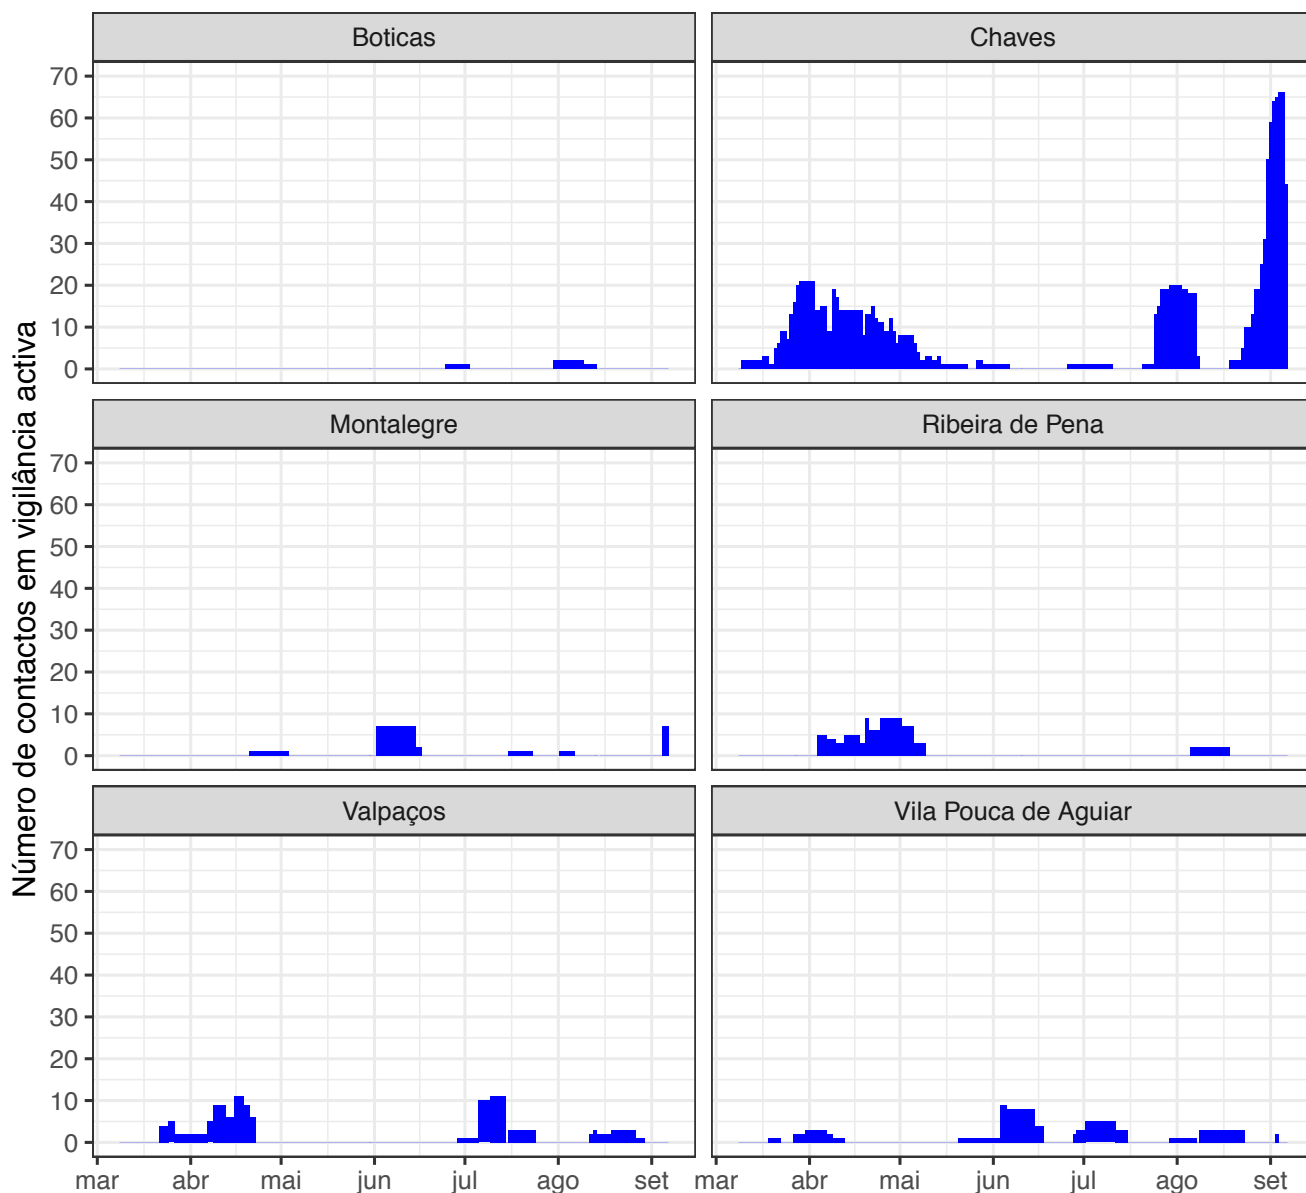 Número de contactos em vigilância activa
Boticas
Chaves
70
60
50
40
30
20
10
0
Montalegre
Ribeira de Pena
70
60
50
40
30
20
10
0
Valpaços
Vila Pouca de Aguiar
70
60
50
40
30
20
10
0
mar abr mai jun jul ago set
mar abr mai jun jul ago set